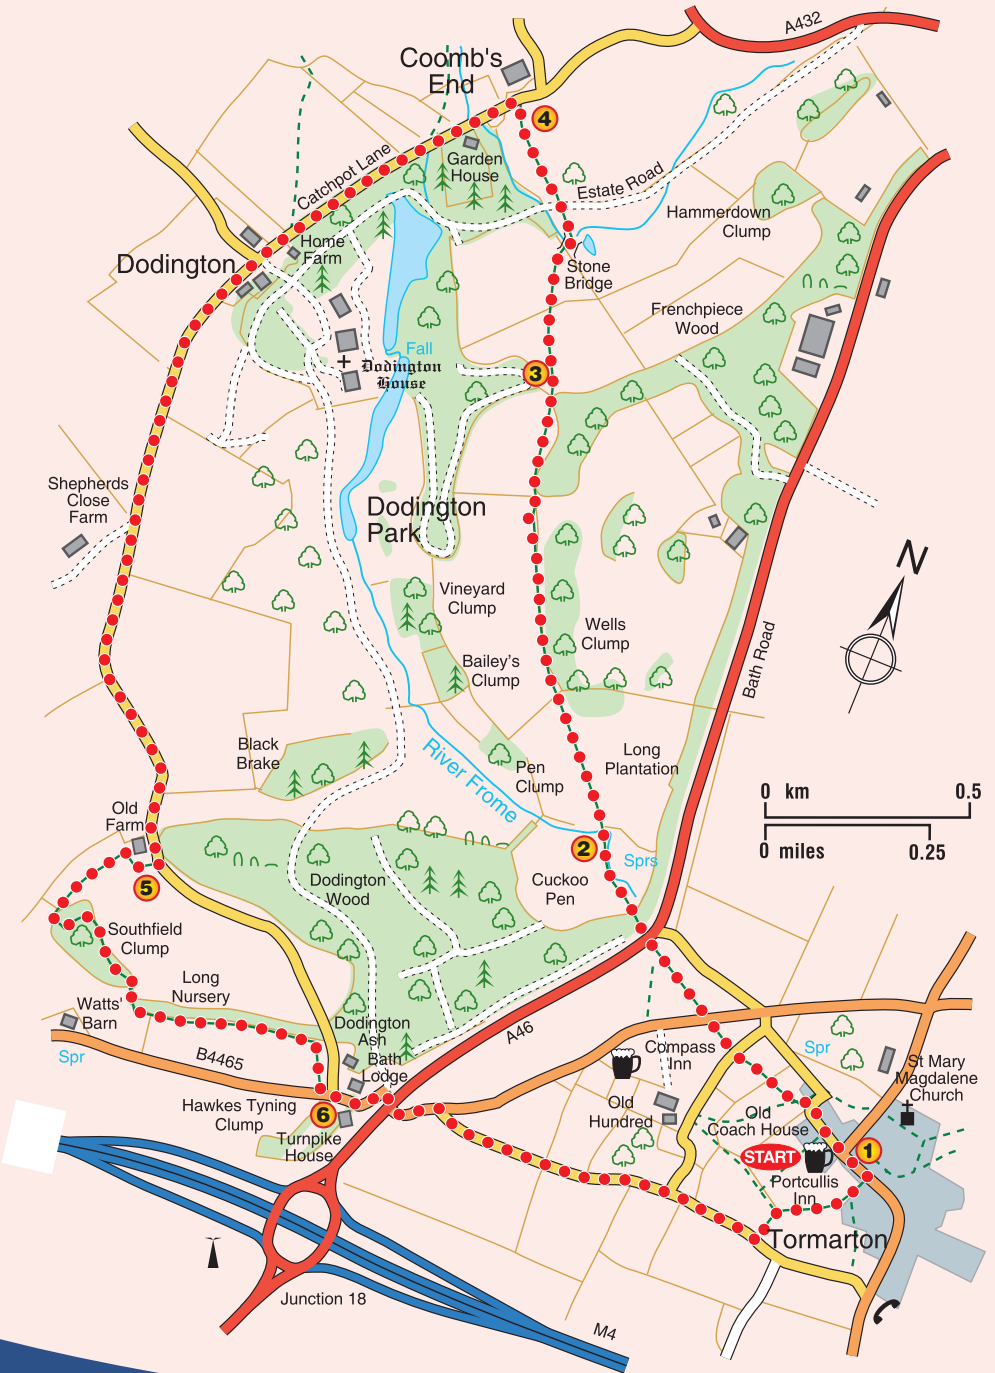 A432
Coomb's
End
4
Catchpot Lane
Garden
House
Estate Road
Hammerdown
Clump
Home
Farm
Dodington
Stone
Bridge
Frenchpiece
Wood
Fall
Dodington
House
3
Shepherds
Close
Farm
Dodington
Park
N
Vineyard
Clump
Wells
Clump
Bath Road
Bailey's
Clump
Black
Brake
River Frome
Pen
Clump
Long
Plantation
0 km 0.5
0 miles 0.25
Old
Farm
2
Sprs
Cuckoo
Pen
5
Dodington
Wood
Southfield
Clump
Long
Nursery
Watts'
Barn
Dodington
Ash
Bath
Lodge
A46
Spr
B4465
Compass
Inn
Spr
St Mary
Magdalene
Church
Hawkes Tyning
Clump
6
Turnpike
House
Old
Hundred
Old
Coach House
START
1
Portcullis
Inn
Tormarton
Junction 18
M4